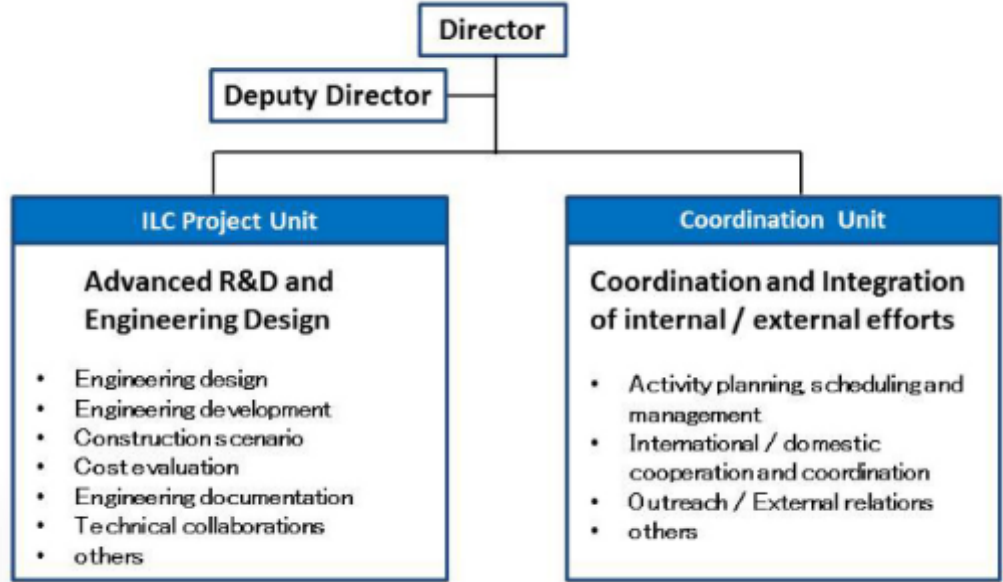 Director
Deputy Director
ILC Project Unit
Advanced R&D and
Engineering Design
• Engineering design
• Engineering development
• Construction scenario
• Cost evaluation
• Engineering documentation
• Technical collaborations
• others
Coordination Unit
Coordination and Integration
of internal / external efforts
• Activity planning, scheduling and
management
• International / domestic
cooperation and coordination
• Outreach / External relations
• others